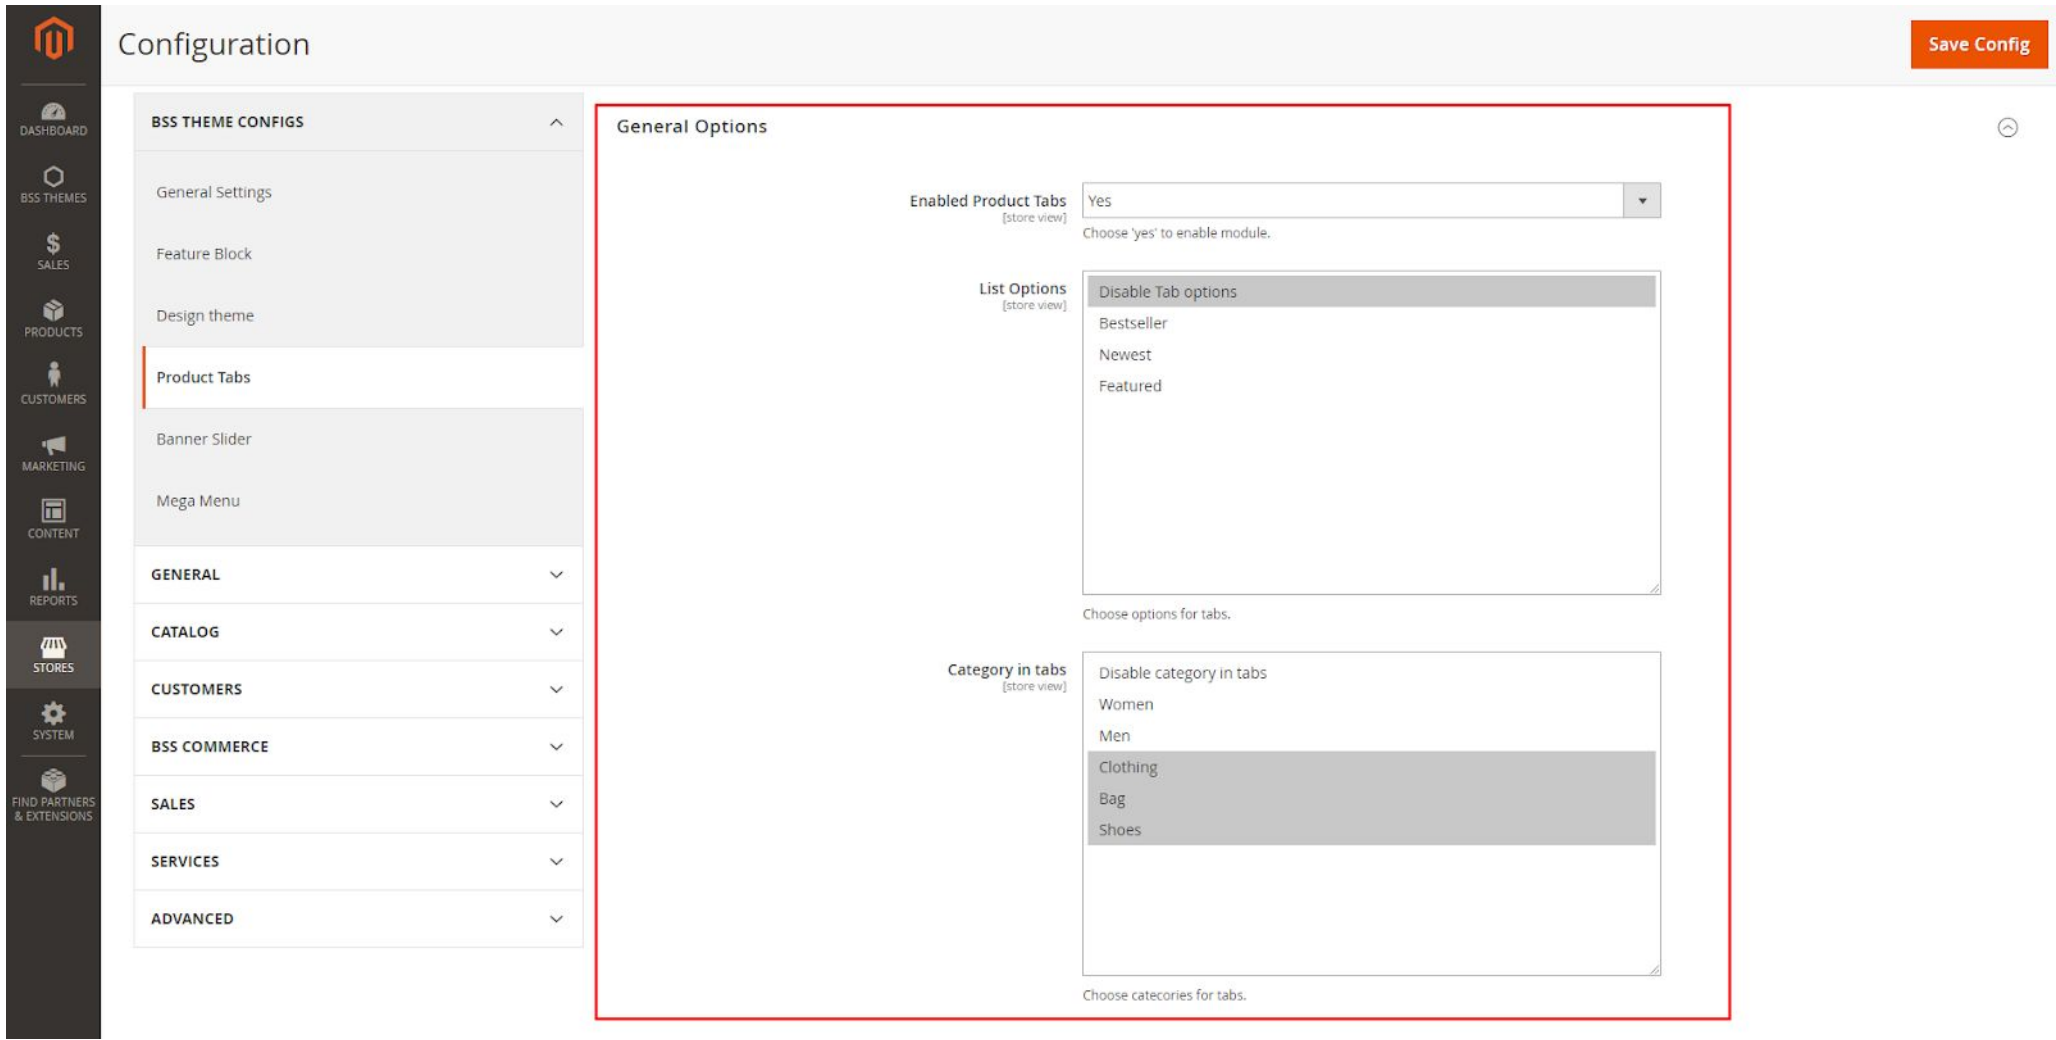 Configuration
Save Config
DASHBOARD
BSS THEMES
SALES
PRODUCTS
CUSTOMERS
MARKETING
CONTENT
REPORTS
STORES
SYSTEM
FIND PARTNERS
& EXTENSIONS
BSS THEME CONFIGS
General Settings
Feature Block
Design theme
Product Tabs
Banner Slider
Mega Menu
GENERAL
CATALOG
CUSTOMERS
BSS COMMERCE
SALES
SERVICES
ADVANCED
General Options
Enabled Product Tabs
[store view]
Yes
Choose 'yes' to enable module.
List Options
[store view]
Disable Tab options
Bestseller
Newest
Featured
Choose options for tabs.
Category in tabs
[store view]
Disable category in tabs
Women
Men
Clothing
Bag
Shoes
Choose catecories for tabs.